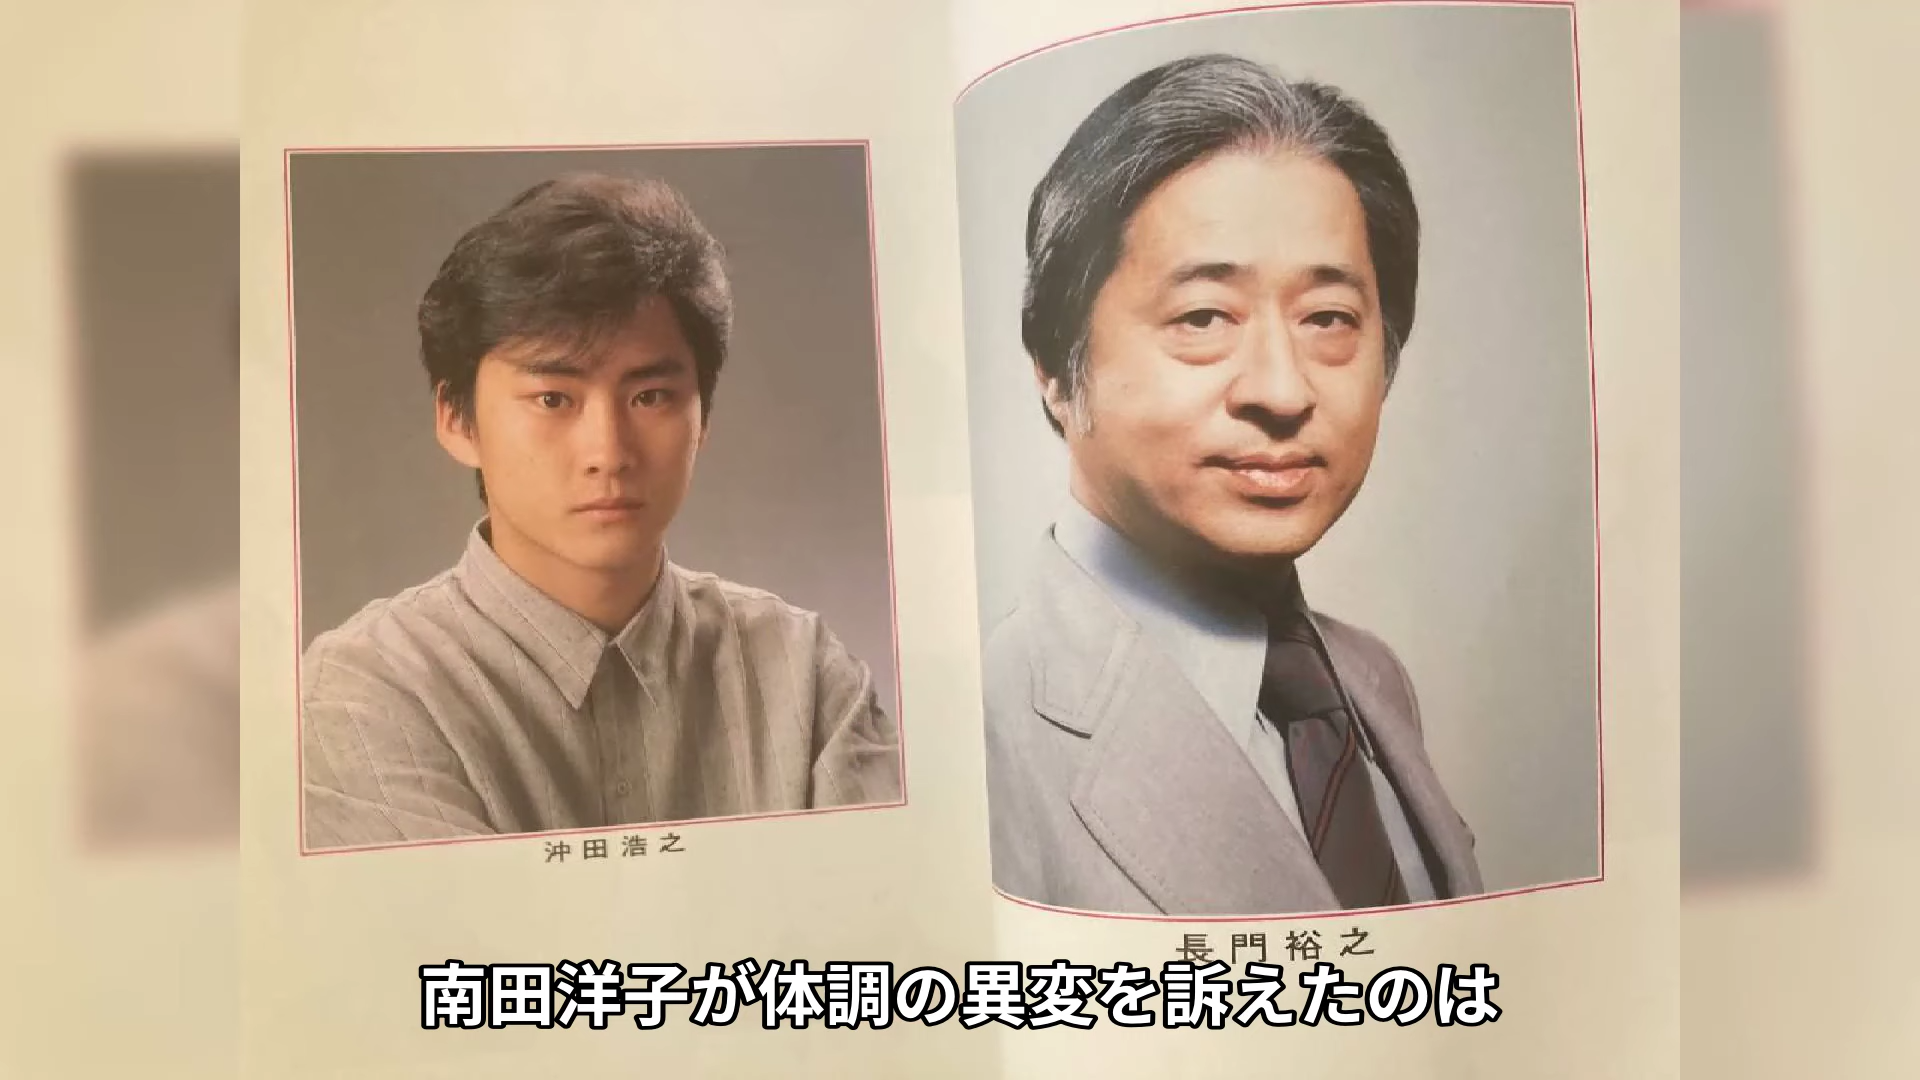 沖田浩之
長門裕之
南田洋子が体調の異変を訴えたのは